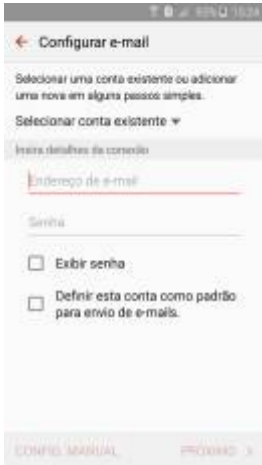 Configurar e-mail
Selecionar uma conta existente ou adicionar
uma nova em alguns passos simples.
Selecionar conta existente
Insira detalhes da conexão
Endereço de e-mail
Senha
Exibir senha
Definir esta conta como padrão
para envio de e-mails.
CONFIG. MANUAL
PRÓXIMO